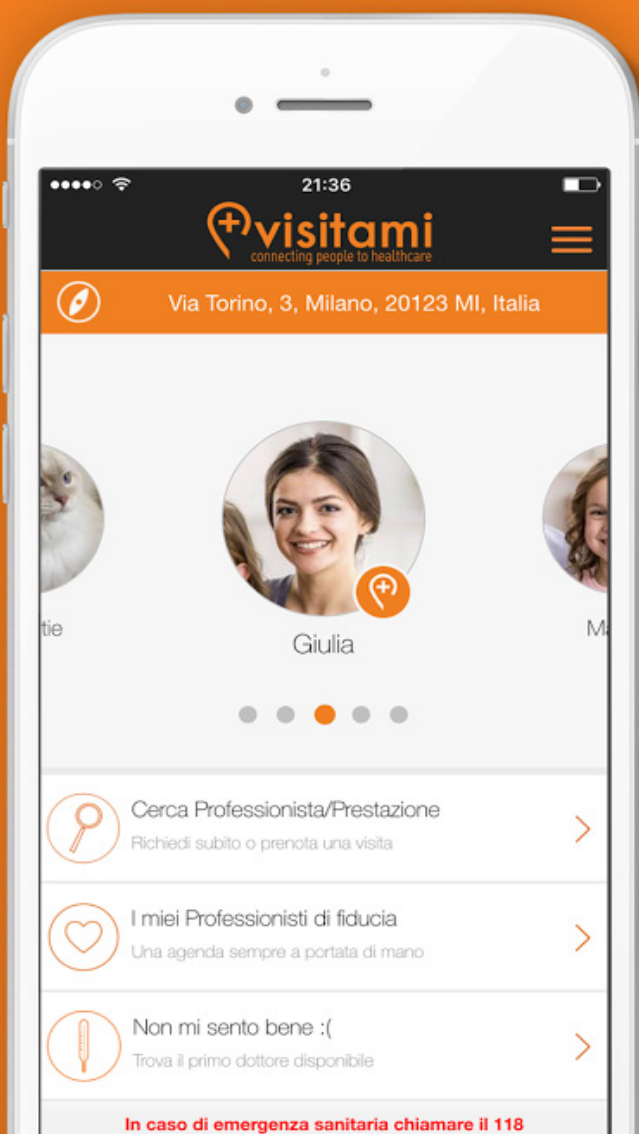 21:36
visitami
connecting people to healthcare
Via Torino, 3, Milano, 20123 MI, Italia
tie
Giulia
Ma
Cerca Professionista/Prestazione
Richiedi subito o prenota una visita
I miei Professionisti di fiducia
Una agenda sempre a portata di mano
Non mi sento bene :(
Trova il primo dottore disponibile
In caso di emergenza sanitaria chiamare il 118